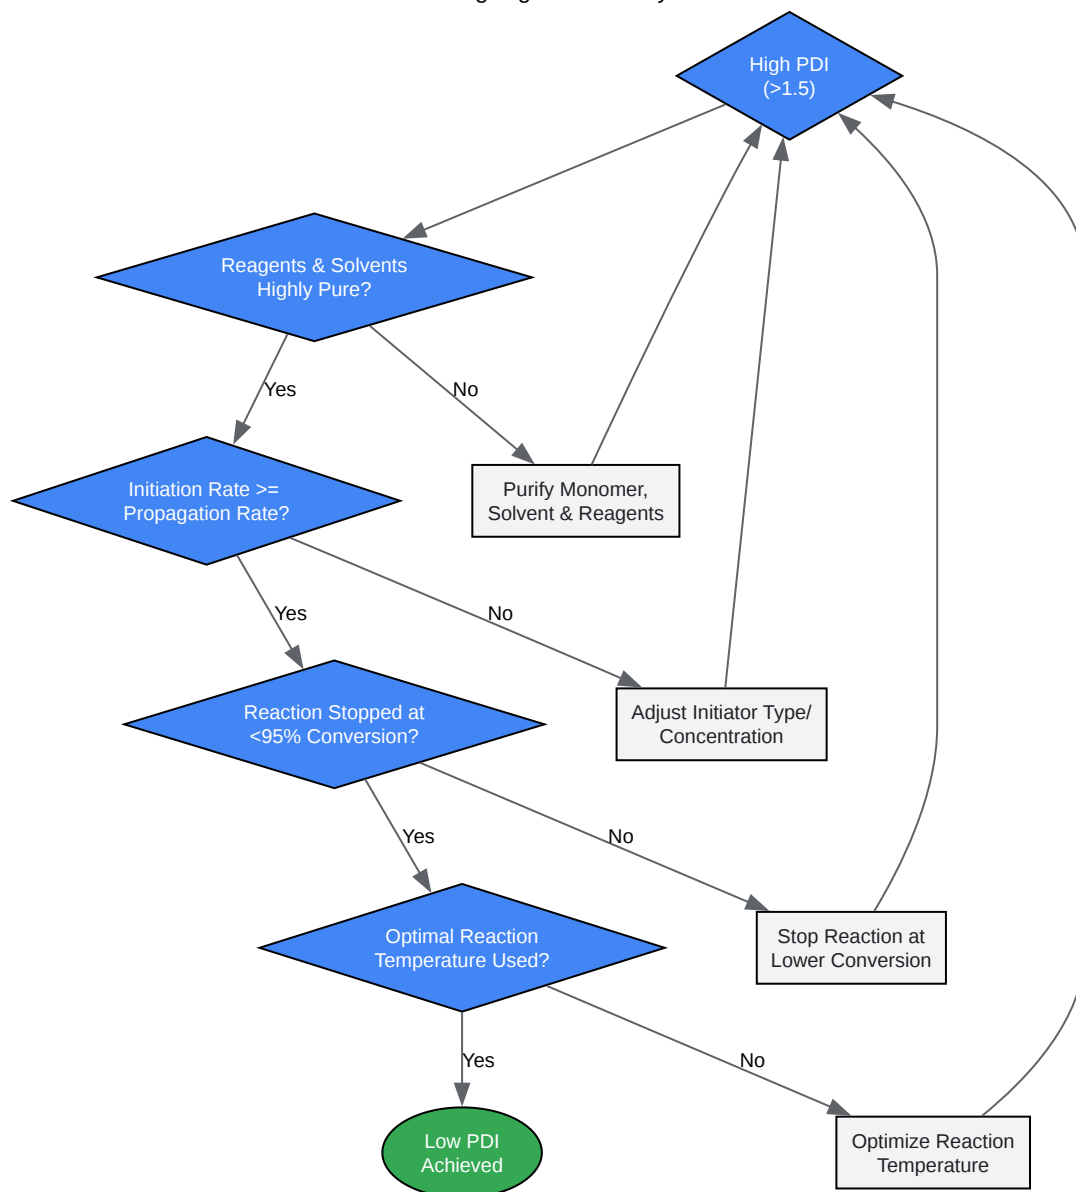 High PDI
(>1.5)
Reagents & Solvents
Highly Pure?
Yes
No
Initiation Rate >=
Propagation Rate?
Purify Monomer,
Solvent & Reagents
Yes
No
Reaction Stopped at
<95% Conversion?
Adjust Initiator Type/
Concentration
Yes
No
Optimal Reaction
Temperature Used?
Stop Reaction at
Lower Conversion
Yes
No
Low PDI
Achieved
Optimize Reaction
Temperature